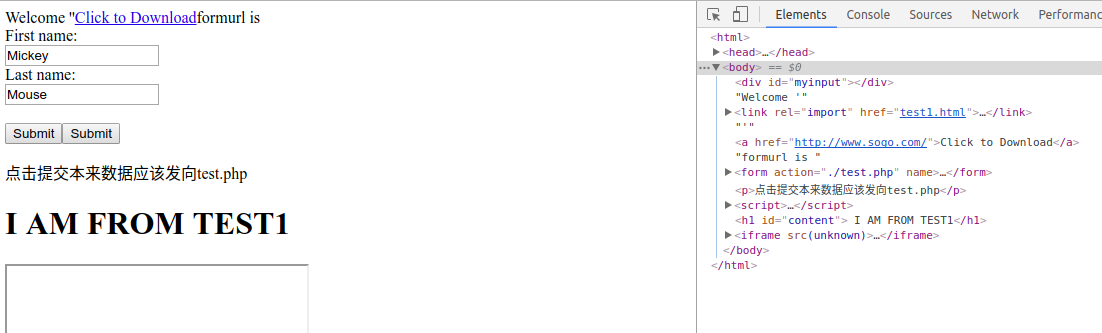 Welcome ''Click to Downloadformurl is
First name:
Mickey
Last name:
Mouse
Submit Submit
点击提交本来数据应该发向test.php
I AM FROM TEST1
Elements Console Sources Network Performanc
<html>
<head>…</head>
<body> == $0
<div id="myinput"></div>
"Welcome '"
<link rel="import" href="test1.html">…</link>
"'"
<a href="http://www.sogo.com/">Click to Download</a>
"formurl is "
<form action="./test.php" name>…</form>
<p>点击提交本来数据应该发向test.php</p>
<script>…</script>
<h1 id="content"> I AM FROM TEST1</h1>
<iframe src(unknown)>…</iframe>
</body>
</html>